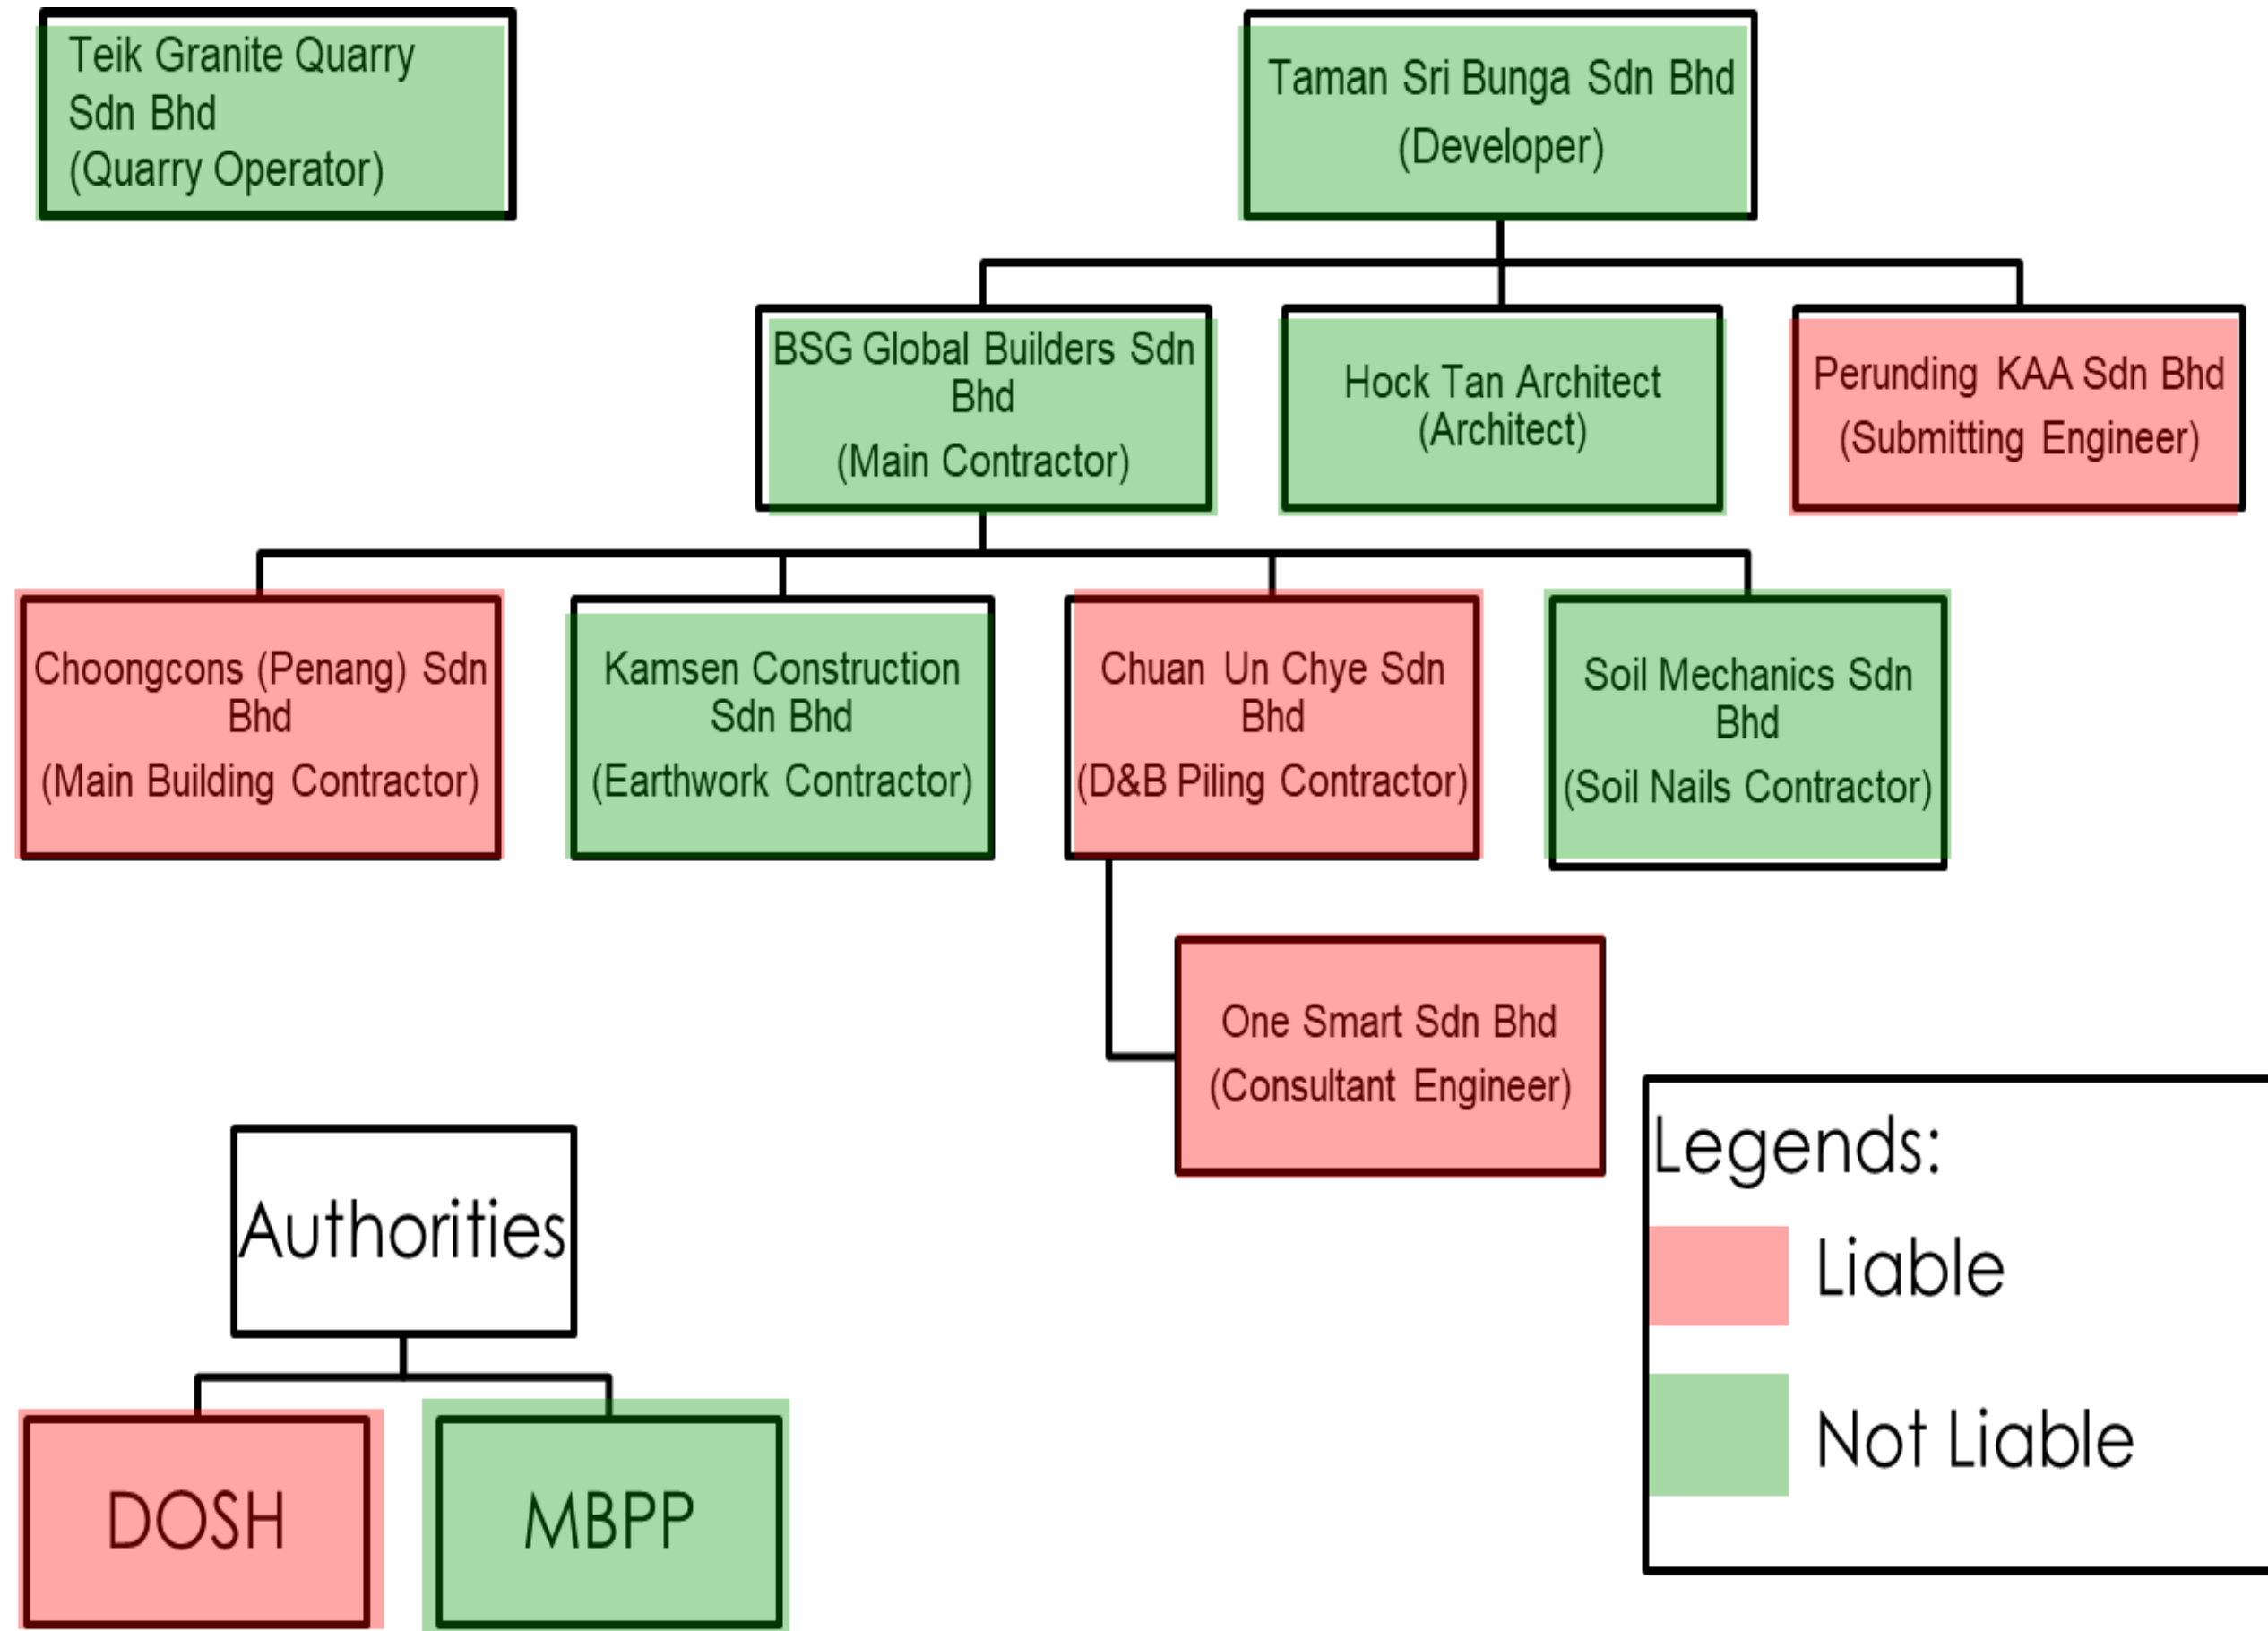 Teik Granite Quarry
Sdn Bhd
(Quarry Operator)
Taman Sri Bunga Sdn Bhd
(Developer)
BSG Global Builders Sdn
Bhd
(Main Contractor)
Hock Tan Architect
(Architect)
Perunding KAA Sdn Bhd
(Submitting Engineer)
Choongcons (Penang) Sdn
Bhd
(Main Building Contractor)
Kamsen Construction
Sdn Bhd
(Earthwork Contractor)
Chuan Un Chye Sdn
Bhd
(D&B Piling Contractor)
Soil Mechanics Sdn
Bhd
(Soil Nails Contractor)
One Smart Sdn Bhd
(Consultant Engineer)
Authorities
DOSH
MBPP
Legends:
Liable
Not Liable